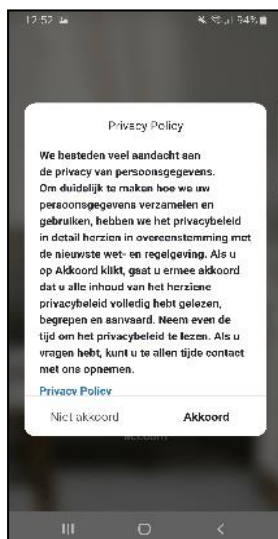 12:52
94%
Privacy Policy
We besteden veel aandacht aan
de privacy van persoonsgegevens.
Om duidelijk te maken hoe we uw
persoonsgegevens verzamelen en
gebruiken, hebben we het privacybeleid
in detail herzien in overeenstemming met
de nieuwste wet- en regelgeving. Als u
op Akkoord klikt, gaat u ermee akkoord
dat u alle inhoud van het herziene
privacybeleid volledig hebt gelezen,
begrepen en aanvaard. Neem even de
tijd om het privacybeleid te lezen. Als u
vragen hebt, kunt u te allen tijde contact
met ons opnemen.
Privacy Policy
Niet akkoord Akkoord